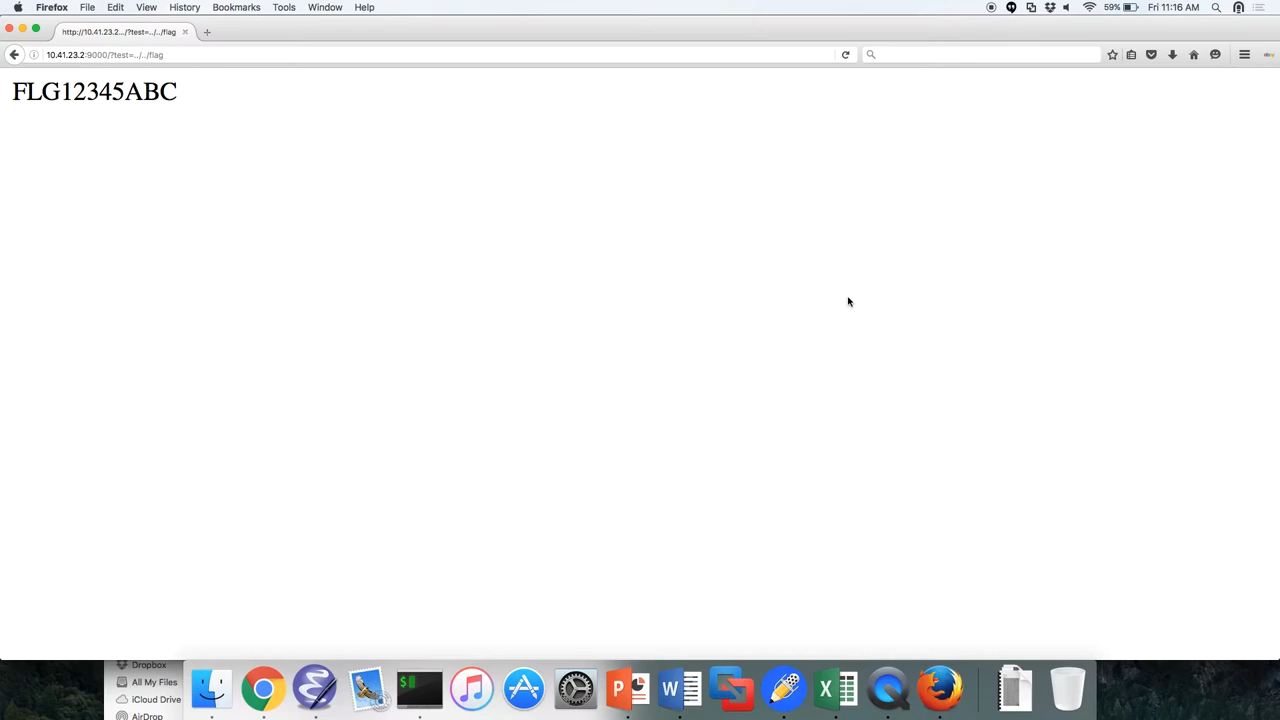 Firefox File Edit View History Bookmarks Tools Window Help 59% Fri 11:16 AM
http://10.41.23.2.../?test=../../flag
10.41.23.2:9000/?test=../../flag
FLG12345ABC
Dropbox
All My Files
iCloud Drive
AirDrop